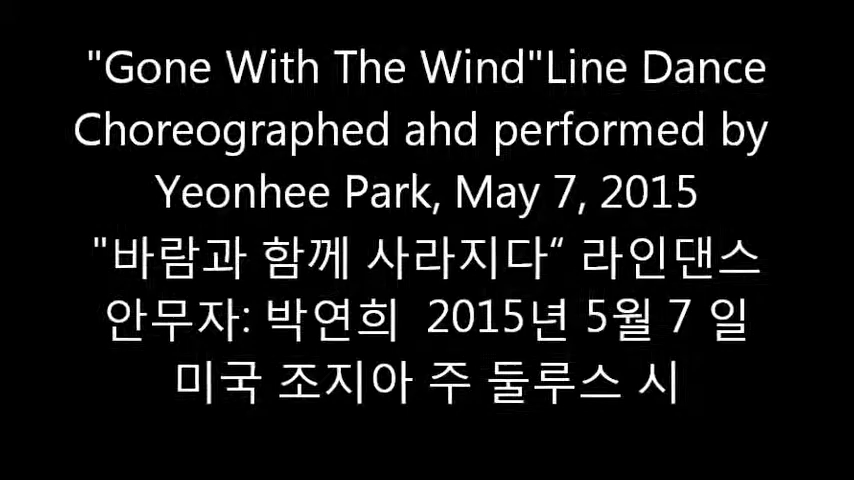 "Gone With The Wind"Line Dance
Choreographed ahd performed by
Yeonhee Park, May 7, 2015
"바람과 함께 사라지다“ 라인댄스
안무자: 박연희  2015년 5월 7 일
미국 조지아 주 둘루스 시